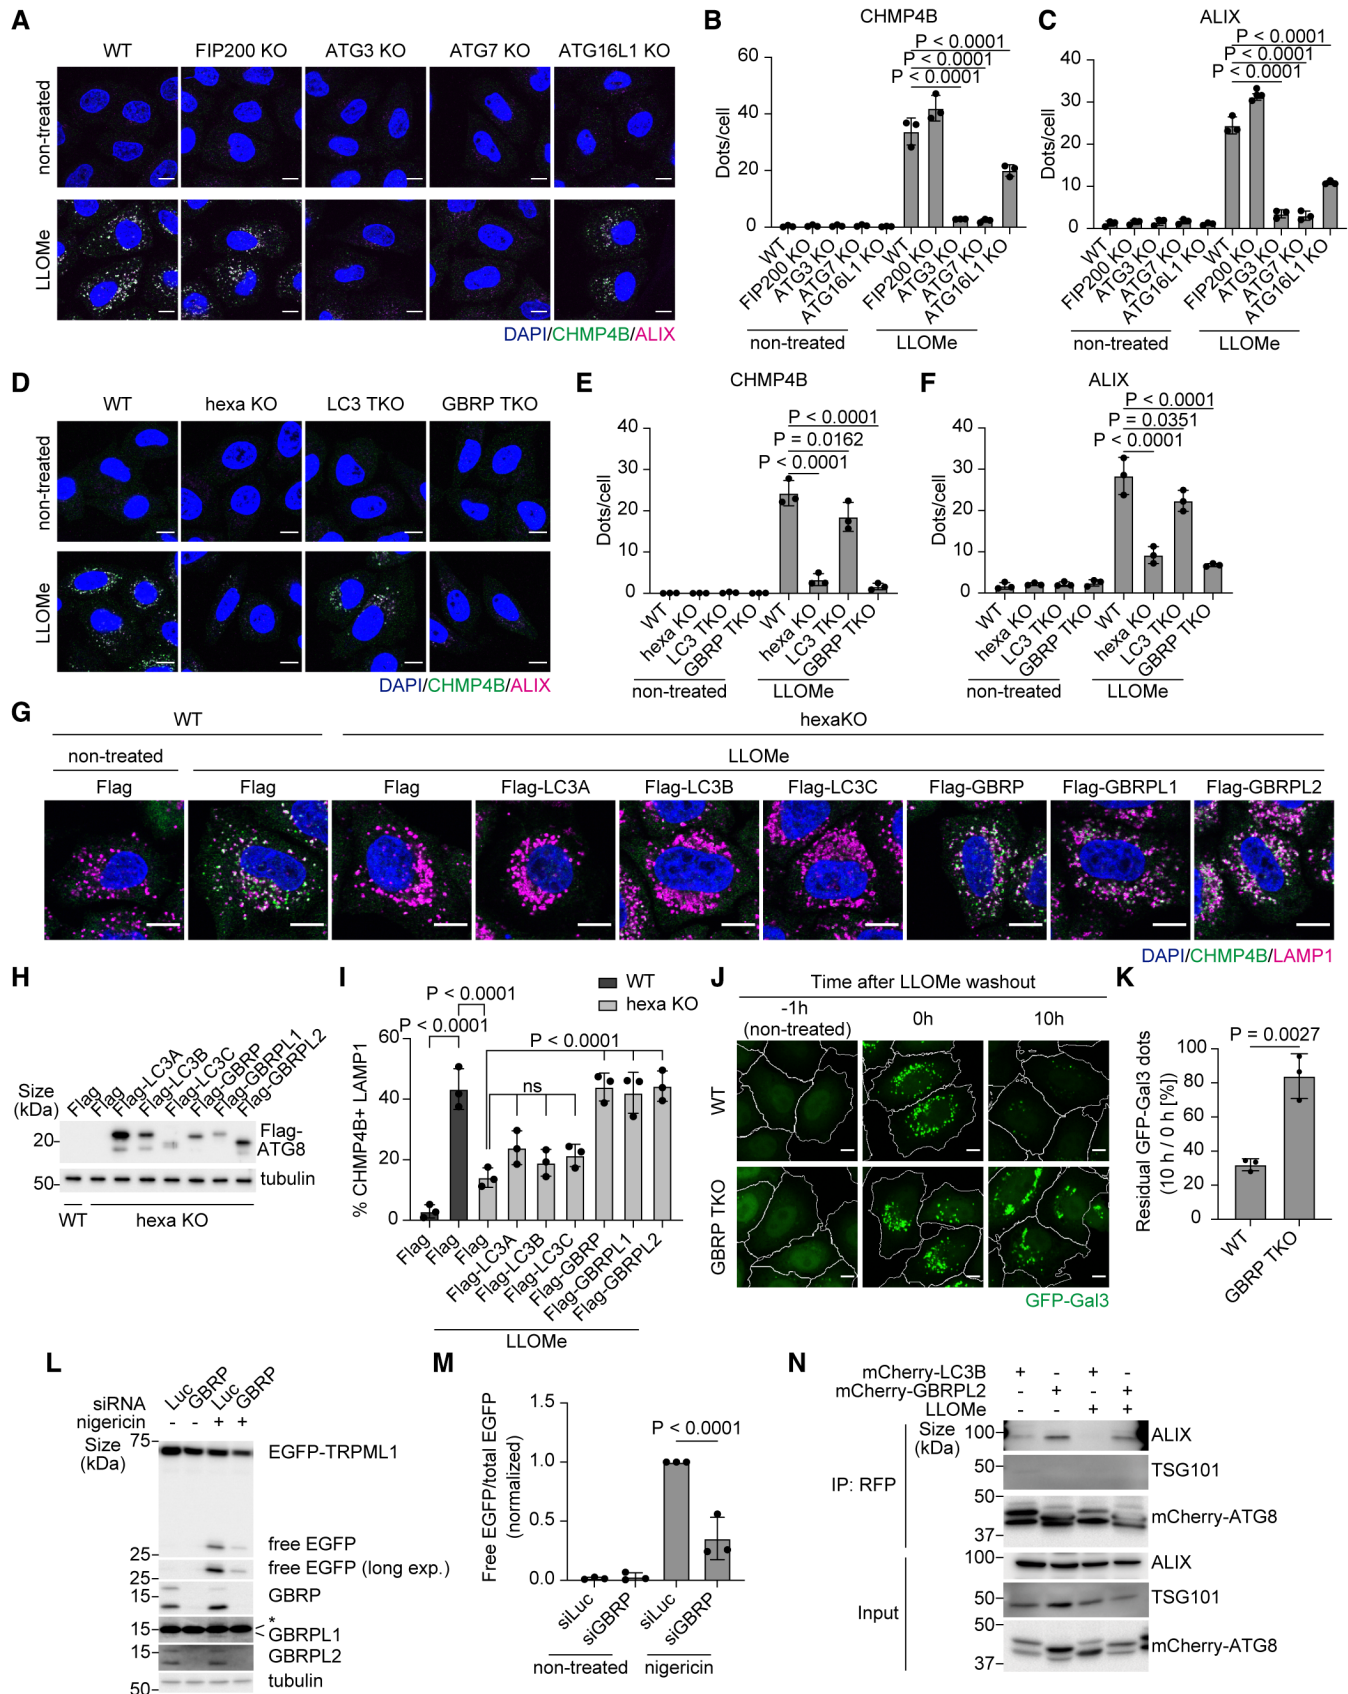 A
WT FIP200 KO ATG3 KO ATG7 KO ATG16L1 KO
non-treated
LLOMe
DAPI/CHMP4B/ALIX
B
CHMP4B
P < 0.0001
P < 0.0001
P < 0.0001
Dots/cell
60
40
20
0
WT
FIP200 KO
ATG3 KO
ATG7 KO
ATG16L1 KO
WT
FIP200 KO
ATG3 KO
ATG7 KO
ATG16L1 KO
non-treated LLOMe
C
ALIX
P < 0.0001
P < 0.0001
P < 0.0001
Dots/cell
40
30
20
10
0
WT
FIP200 KO
ATG3 KO
ATG7 KO
ATG16L1 KO
WT
FIP200 KO
ATG3 KO
ATG7 KO
ATG16L1 KO
non-treated LLOMe
D
WT hexa KO LC3 TKO GBRP TKO
non-treated
LLOMe
DAPI/CHMP4B/ALIX
E
CHMP4B
P < 0.0001
P = 0.0162
P < 0.0001
Dots/cell
40
30
20
10
0
WT
hexa KO
LC3 TKO
GBRP TKO
WT
hexa KO
LC3 TKO
GBRP TKO
non-treated LLOMe
F
ALIX
P < 0.0001
P = 0.0351
P < 0.0001
Dots/cell
40
30
20
10
0
WT
hexa KO
LC3 TKO
GBRP TKO
WT
hexa KO
LC3 TKO
GBRP TKO
non-treated LLOMe
G
WT hexaKO
non-treated LLOMe
Flag Flag Flag Flag-LC3A Flag-LC3B Flag-LC3C Flag-GBRP Flag-GBRPL1 Flag-GBRPL2
DAPI/CHMP4B/LAMP1
H
Flag
Flag
Flag-LC3A
Flag-LC3B
Flag-LC3C
Flag-GBRP
Flag-GBRPL1
Flag-GBRPL2
Size
(kDa)
20
Flag-
ATG8
50
tubulin
WT hexa KO
I
WT
hexa KO
P < 0.0001
P < 0.0001
P < 0.0001
ns
% CHMP4B+ LAMP1
60
40
20
0
Flag
Flag
Flag
Flag-LC3A
Flag-LC3B
Flag-LC3C
Flag-GBRP
Flag-GBRPL1
Flag-GBRPL2
LLOMe
J
Time after LLOMe washout
-1h
(non-treated)
0h 10h
WT
GBRP TKO
GFP-Gal3
K
P = 0.0027
Residual GFP-Gal3 dots
(10 h / 0 h [%])
100
80
60
40
20
0
WT
GBRP TKO
L
siRNA Luc GBRP Luc GBRP
nigericin - - + +
Size
(kDa)
75
EGFP-TRPML1
free EGFP
25
free EGFP (long exp.)
25
GBRP
15
*
15
GBRPL1
15
GBRPL2
tubulin
50
M
Free EGFP/total EGFP
(normalized)
P < 0.0001
1.5
1.0
0.5
0.0
siLuc
siGBRP
siLuc
siGBRP
non-treated nigericin
N
mCherry-LC3B + - + -
mCherry-GBRPL2 - + - +
LLOMe - - + +
Size
(kDa)
IP: RFP
100
ALIX
50
TSG101
50
mCherry-ATG8
37
Input
100
ALIX
50
TSG101
50
mCherry-ATG8
37